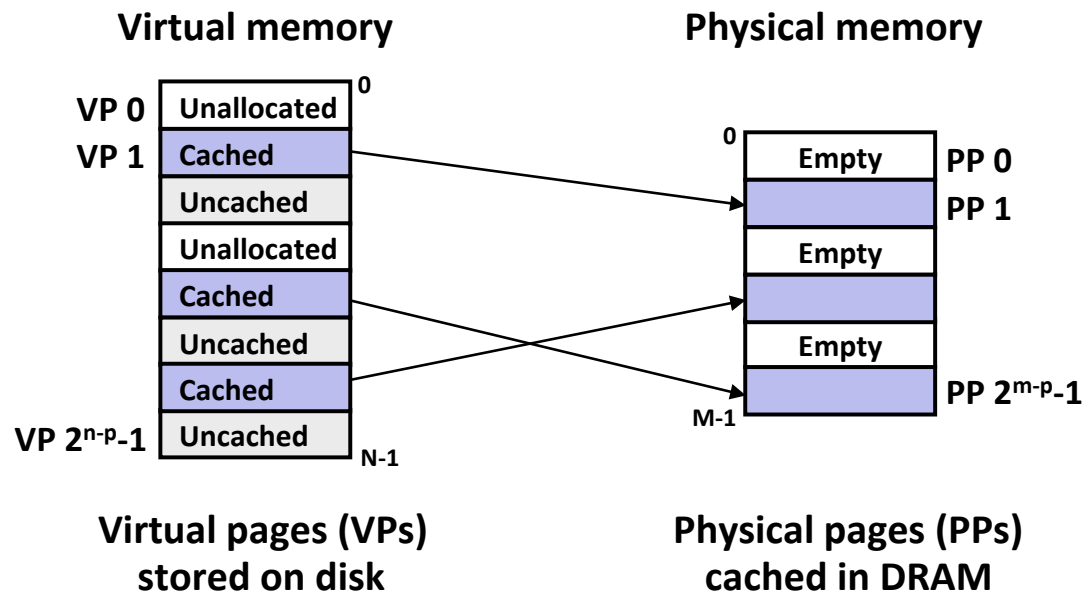 Virtual memory
Physical memory
0
VP 0
Unallocated
VP 1
Cached
Uncached
Unallocated
Cached
Uncached
Cached
VP 2ⁿ⁻ᵖ-1
Uncached
N-1
0
Empty
PP 0
PP 1
Empty
Empty
PP 2ᵐ⁻ᵖ-1
M-1
Virtual pages (VPs)
stored on disk
Physical pages (PPs)
cached in DRAM